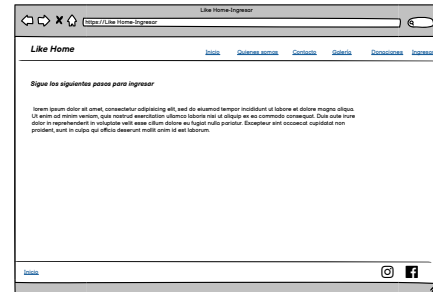 Like Home-Ingresar
https://Like Home-Ingresar
Like Home
Inicio Quienes somos Contacto Galería Donaciones Ingresar
Sigue los siguientes pasos para ingresar
lorem ipsum dolor sit amet, consectetur adipisicing elit, sed do eiusmod tempor incididunt ut labore et dolore magna aliqua.
Ut enim ad minim veniam, quis nostrud exercitation ullamco laboris nisi ut aliquip ex ea commodo consequat. Duis aute irure
dolor in reprehenderit in voluptate velit esse cillum dolore eu fugiat nulla pariatur. Excepteur sint occaecat cupidatat non
proident, sunt in culpa qui officia deserunt mollit anim id est laborum.
Inicio